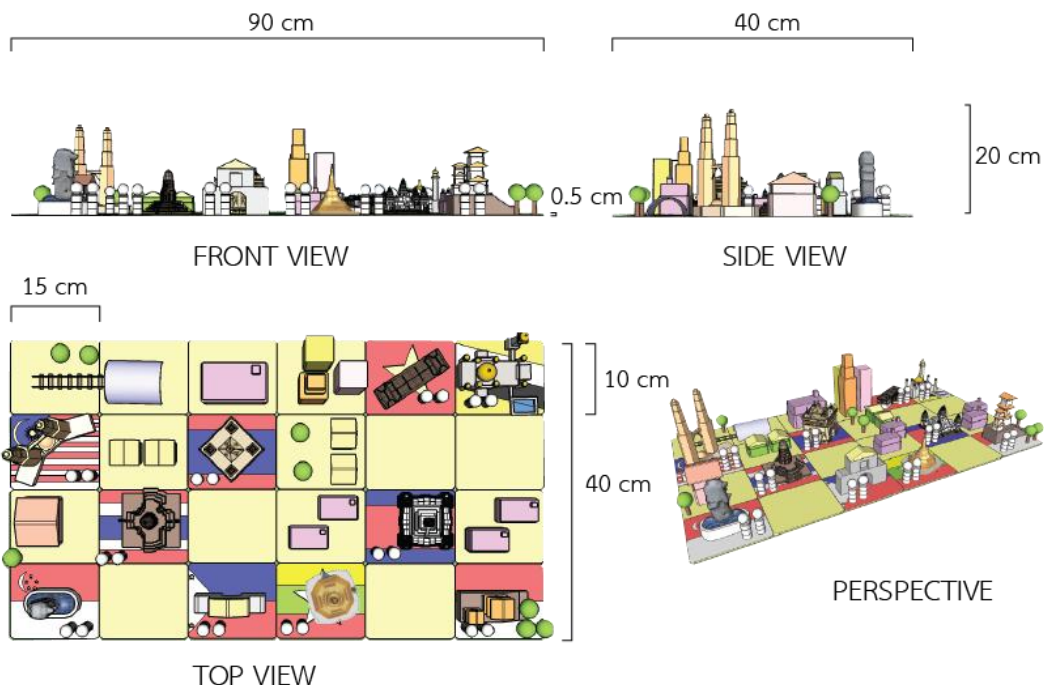 90 cm
40 cm
20 cm
0.5 cm
FRONT VIEW
SIDE VIEW
15 cm
10 cm
40 cm
PERSPECTIVE
TOP VIEW